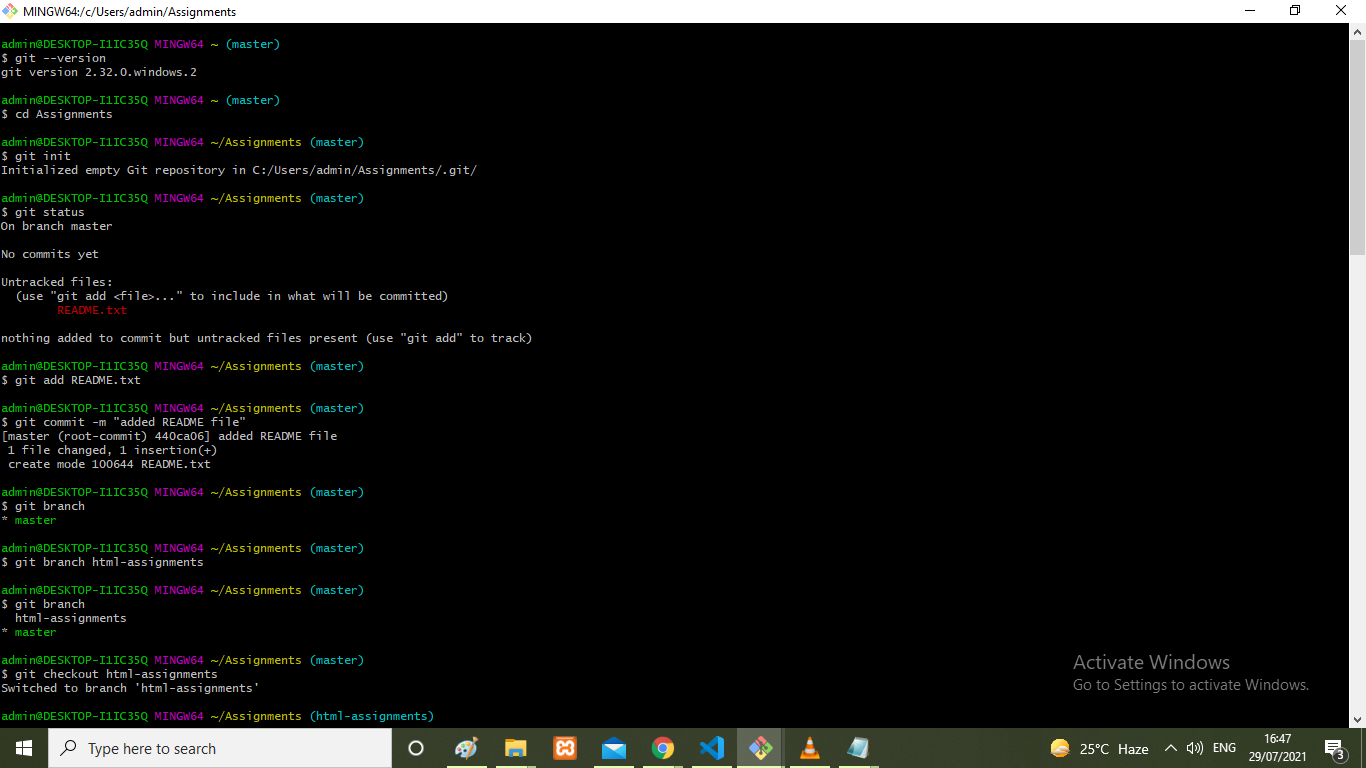 MINGW64:/c/Users/admin/Assignments
admin@DESKTOP-I1IC35Q MINGW64 ~ (master)
$ git --version
git version 2.32.0.windows.2
admin@DESKTOP-I1IC35Q MINGW64 ~ (master)
$ cd Assignments
admin@DESKTOP-I1IC35Q MINGW64 ~/Assignments (master)
$ git init
Initialized empty Git repository in C:/Users/admin/Assignments/.git/
admin@DESKTOP-I1IC35Q MINGW64 ~/Assignments (master)
$ git status
On branch master
No commits yet
Untracked files:
  (use "git add <file>..." to include in what will be committed)
        README.txt
nothing added to commit but untracked files present (use "git add" to track)
admin@DESKTOP-I1IC35Q MINGW64 ~/Assignments (master)
$ git add README.txt
admin@DESKTOP-I1IC35Q MINGW64 ~/Assignments (master)
$ git commit -m "added README file"
[master (root-commit) 440ca06] added README file
 1 file changed, 1 insertion(+)
 create mode 100644 README.txt
admin@DESKTOP-I1IC35Q MINGW64 ~/Assignments (master)
$ git branch
* master
admin@DESKTOP-I1IC35Q MINGW64 ~/Assignments (master)
$ git branch html-assignments
admin@DESKTOP-I1IC35Q MINGW64 ~/Assignments (master)
$ git branch
  html-assignments
* master
admin@DESKTOP-I1IC35Q MINGW64 ~/Assignments (master)
$ git checkout html-assignments
Switched to branch 'html-assignments'
admin@DESKTOP-I1IC35Q MINGW64 ~/Assignments (html-assignments)
Activate Windows
Go to Settings to activate Windows.
Type here to search
25°C Haze
ENG
16:47
29/07/2021
3